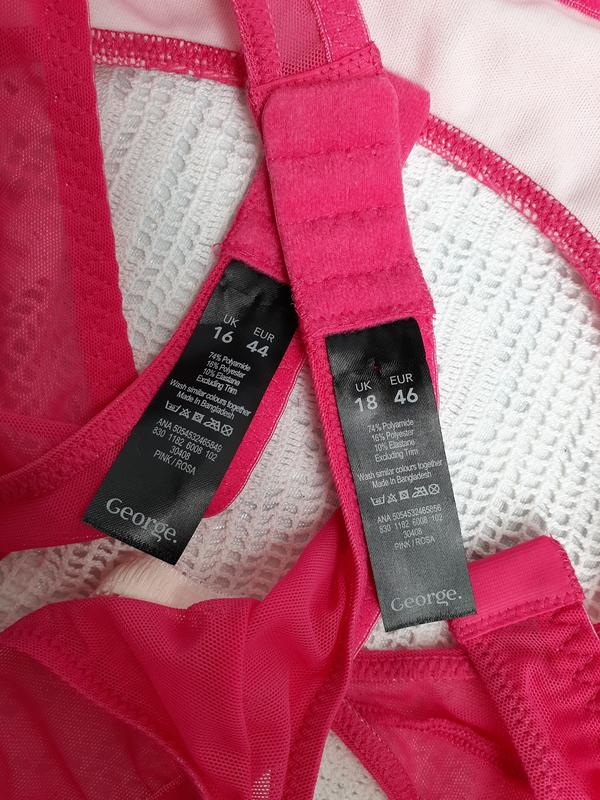 UK EUR
16 44
74% Polyamide
16% Polyester
10% Elastane
Excluding Trim
Wash similar colours together
Made in Bangladesh
ANA 5054532465849
830 1182 6008 102
30408
PINK / ROSA
George.
UK EUR
18 46
74% Polyamide
16% Polyester
10% Elastane
Excluding Trim
Wash similar colours together
Made In Bangladesh
ANA 5054532465856
830 1182 6008 102
30408
PINK / ROSA
George.